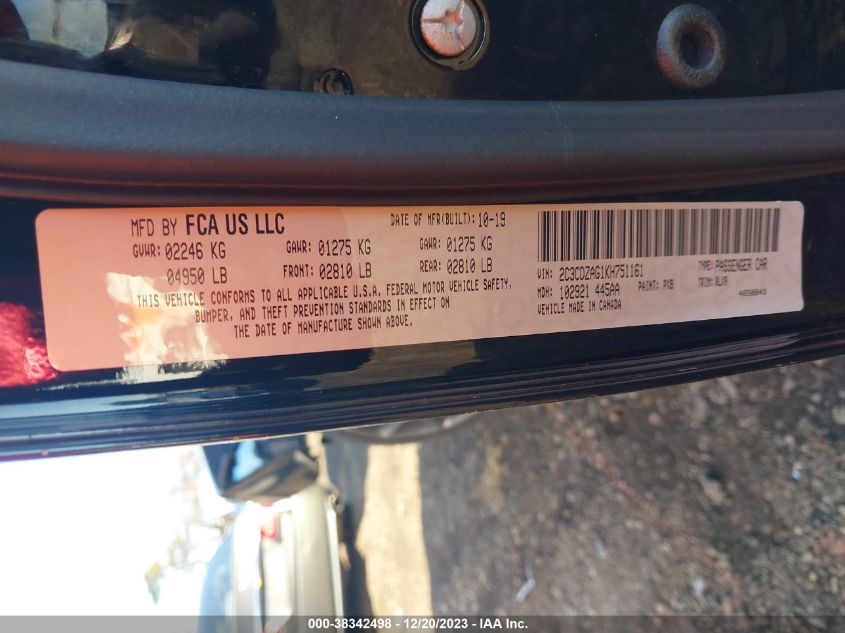 MFD BY FCA US LLC DATE OF MFR(BUILT): 10-19
GVWR: 02246 KG GAWR: 01275 KG GAWR: 01275 KG
04950 LB FRONT: 02810 LB REAR: 02810 LB
THIS VEHICLE CONFORMS TO ALL APPLICABLE U.S.A. FEDERAL MOTOR VEHICLE SAFETY,
BUMPER, AND THEFT PREVENTION STANDARDS IN EFFECT ON
THE DATE OF MANUFACTURE SHOWN ABOVE.
VIN: 2C3CDZAG1KH751161 TYPE: PASSENGER CAR
MDH: 102921 445AA PAINT: PX8 TRIM:
VEHICLE MADE IN CANADA
000-38342498 - 12/20/2023 - IAA Inc.